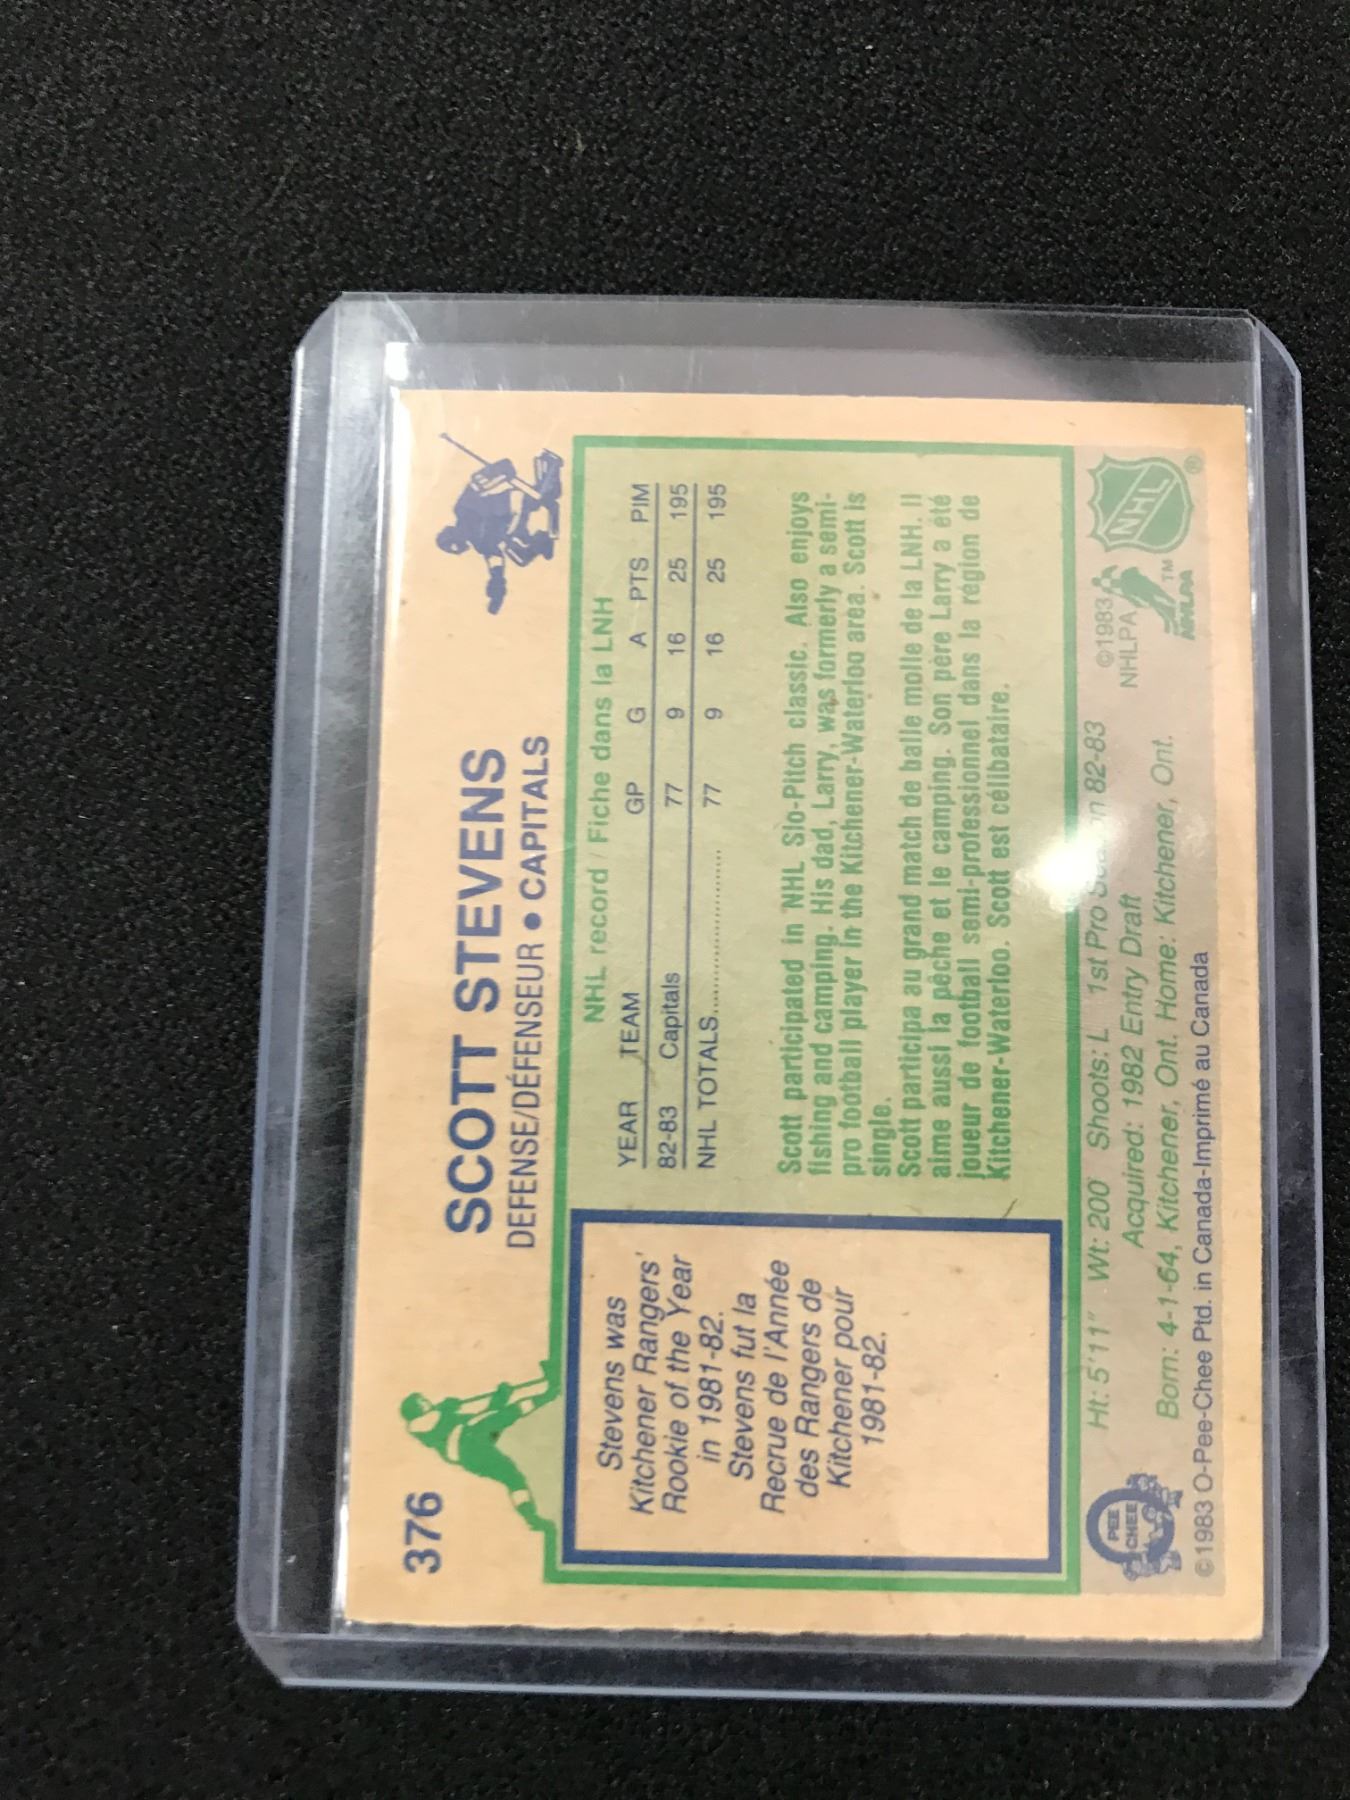 376
SCOTT STEVENS
DEFENSE/DÉFENSEUR • CAPITALS
NHL record / Fiche dans la LNH
YEAR TEAM GP G A PTS PIM
82-83 Capitals 77 9 16 25 195
NHL TOTALS.......................... 77 9 16 25 195
Stevens was
Kitchener Rangers'
Rookie of the Year
in 1981-82.
Stevens fut la
Recrue de l'Année
des Rangers de
Kitchener pour
1981-82.
Scott participated in NHL Slo-Pitch classic. Also enjoys
fishing and camping. His dad, Larry, was formerly a semi-
pro football player in the Kitchener-Waterloo area. Scott is
single.
Scott participa au grand match de balle molle de la LNH. Il
aime aussi la pêche et le camping. Son père Larry a été
joueur de football semi-professionnel dans la région de
Kitchener-Waterloo. Scott est célibataire.
Ht: 5'11" Wt: 200 Shoots: L 1st Pro 82-83
Acquired: 1982 Entry Draft
Born: 4-1-64, Kitchener, Ont. Home: Kitchener, Ont.
©1983 O-Pee-Chee Ptd. in Canada-Imprimé au Canada
O PEE CHEE
©1983
NHLPA
NHLPA TM
NHL ®